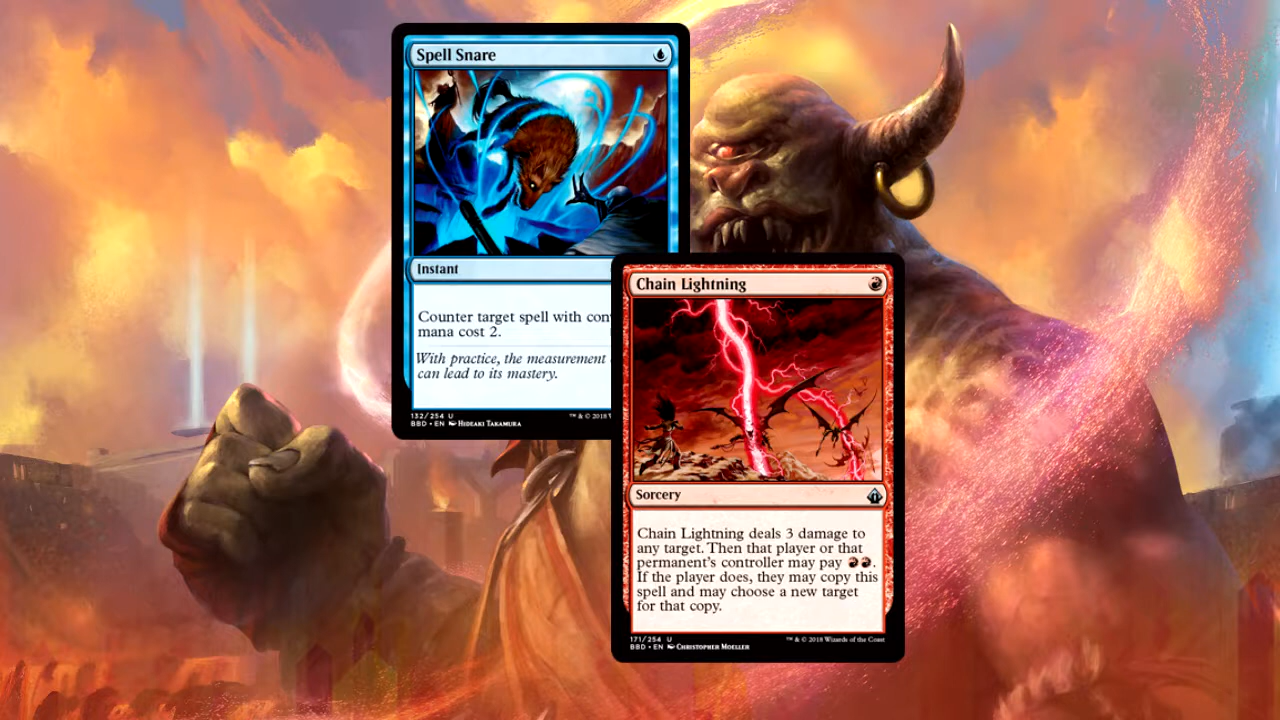 Spell Snare
Instant
Counter target spell with
mana cost 2.
With practice, the measurement
can lead to its mastery.
132/254 U
™ & © 2018
BBD • EN Hideaki Takamura
Chain Lightning
Sorcery
Chain Lightning deals 3 damage to
any target. Then that player or that
permanent's controller may pay
If the player does, they may copy this
spell and may choose a new target
for that copy.
171/254 U
™ & © 2018 Wizards of the Coast
BBD • EN Christopher Moeller